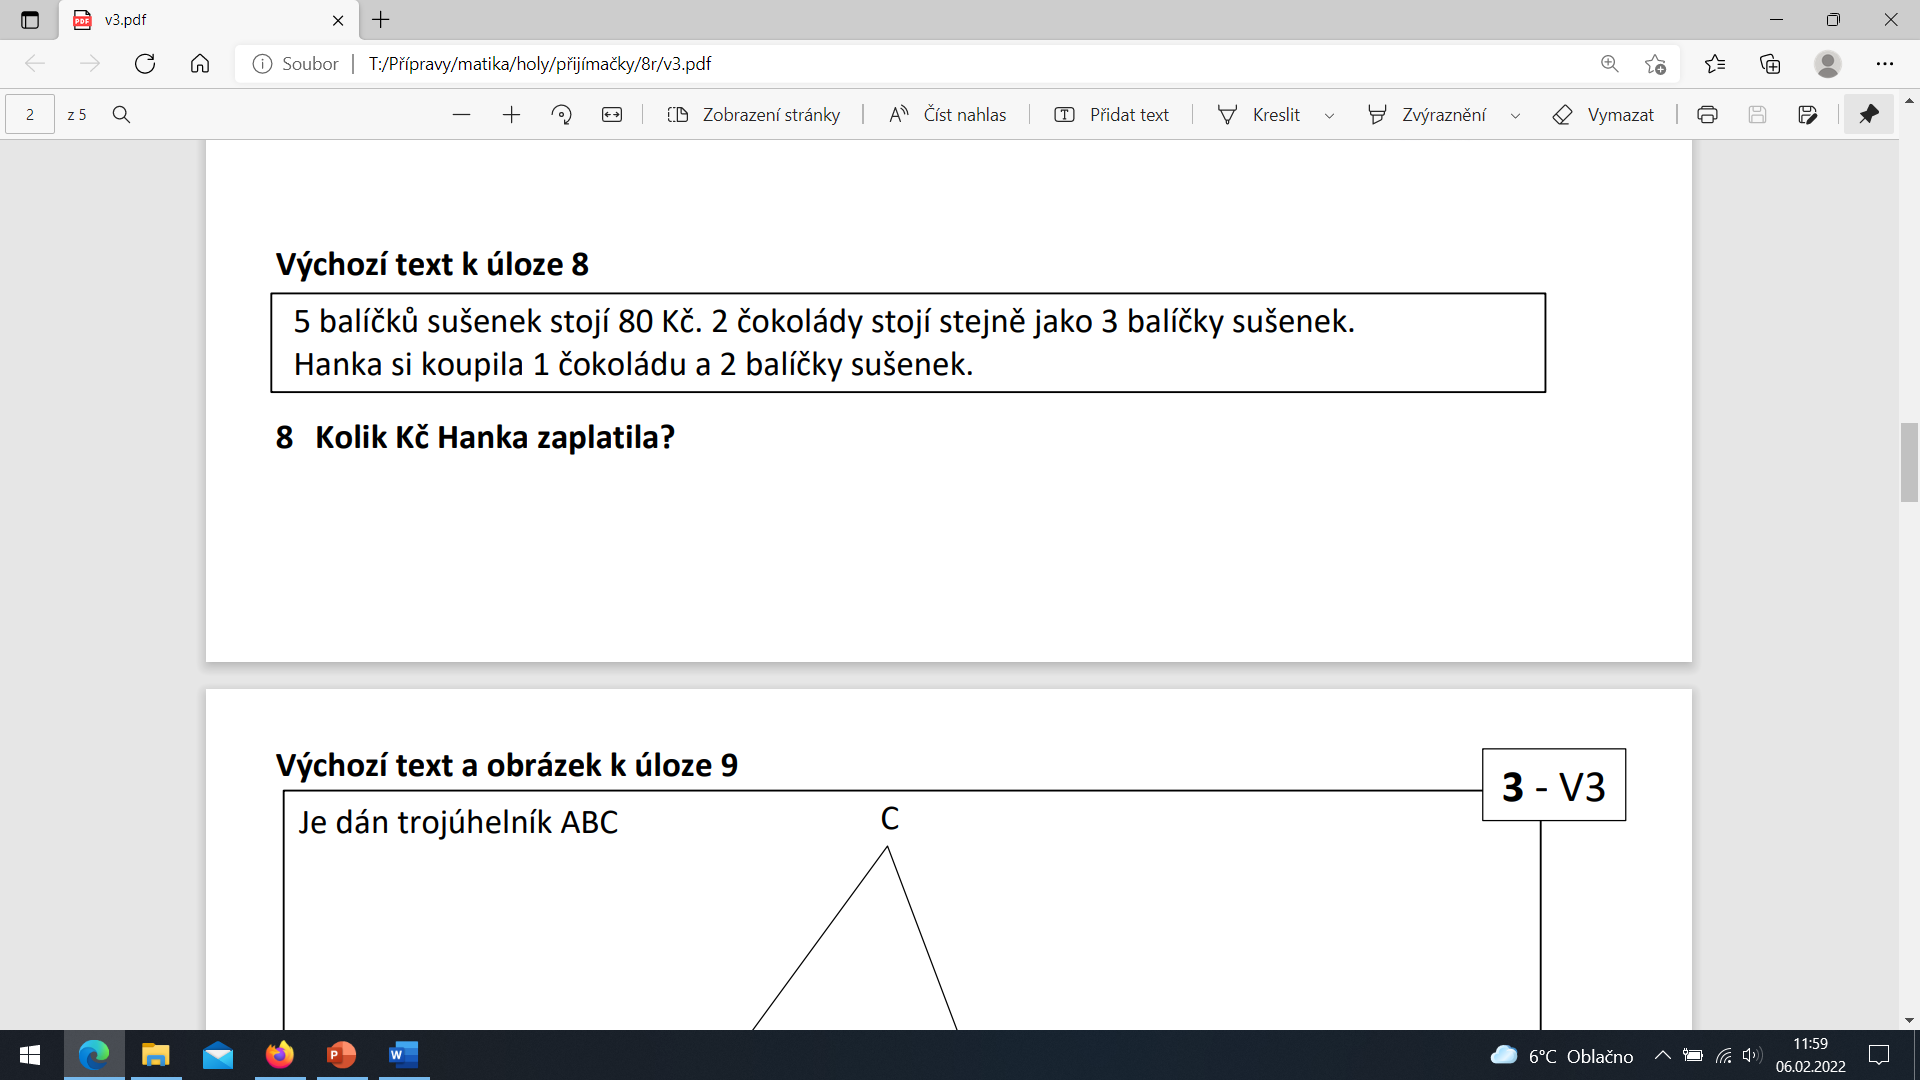 v3.pdf
Soubor
T:/Přípravy/matika/holy/přijímačky/8r/v3.pdf
2 z 5
Zobrazení stránky
Číst nahlas
Přidat text
Kreslit
Zvýraznění
Vymazat
Výchozí text k úloze 8
5 balíčků sušenek stojí 80 Kč. 2 čokolády stojí stejně jako 3 balíčky sušenek.
Hanka si koupila 1 čokoládu a 2 balíčky sušenek.
8 Kolik Kč Hanka zaplatila?
Výchozí text a obrázek k úloze 9
3 - V3
Je dán trojúhelník ABC
C
6°C Oblačno
11:59
06.02.2022